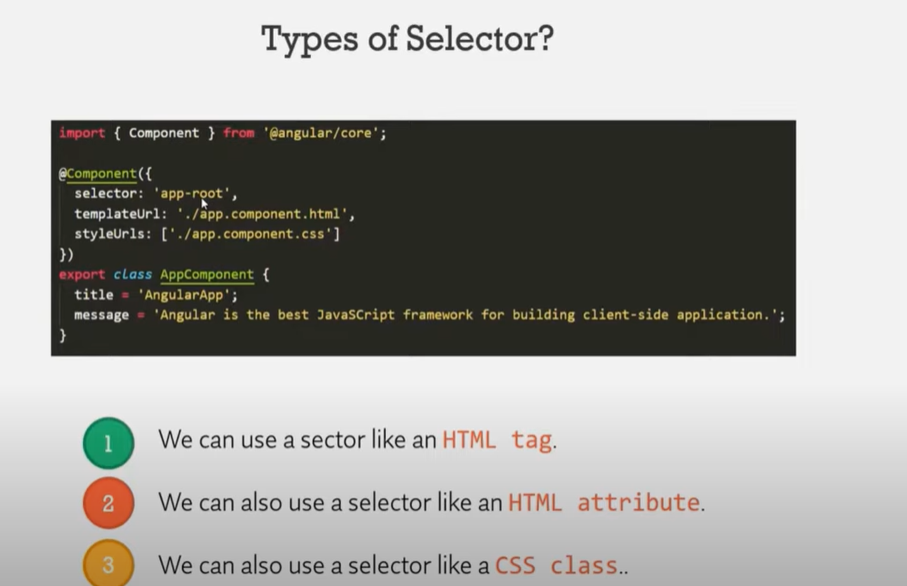 Types of Selector?
import { Component } from '@angular/core';
@Component({
selector: 'app-root',
templateUrl: './app.component.html',
styleUrls: ['./app.component.css']
})
export class AppComponent {
title = 'AngularApp';
message = 'Angular is the best JavaSCript framework for building client-side application.';
}
1 We can use a sector like an HTML tag.
2 We can also use a selector like an HTML attribute.
3 We can also use a selector like a CSS class..